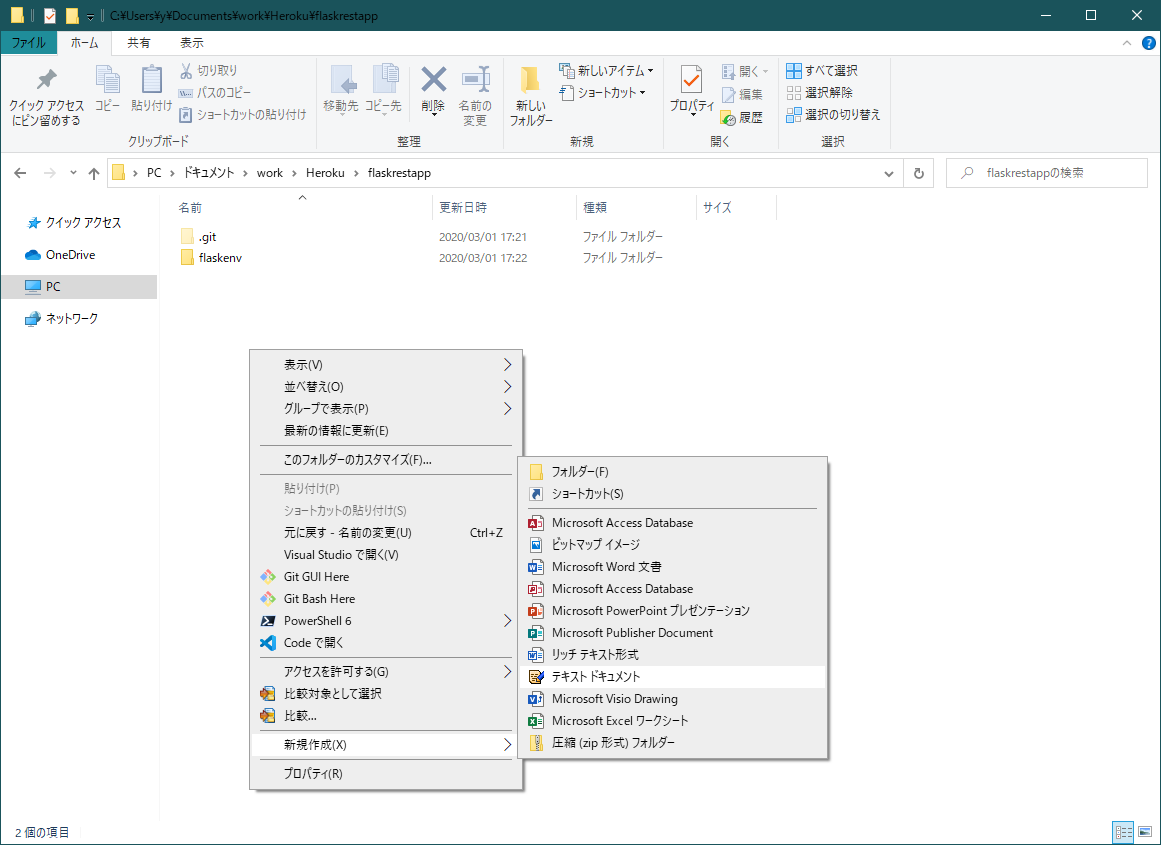 C:¥Users¥y¥Documents¥work¥Heroku¥flaskrestapp
ファイル ホーム 共有 表示
クイック アクセス
にピン留めする
コピー
貼り付け
切り取り
パスのコピー
ショートカットの貼り付け
クリップボード
移動先
コピー先
削除
名前の
変更
整理
新しい
フォルダー
新しいアイテム
ショートカット
新規
プロパティ
開く
編集
履歴
開く
すべて選択
選択解除
選択の切り替え
選択
PC › ドキュメント › work › Heroku › flaskrestapp
flaskrestappの検索
クイック アクセス
OneDrive
PC
ネットワーク
名前 更新日時 種類 サイズ
.git 2020/03/01 17:21 ファイル フォルダー
flaskenv 2020/03/01 17:22 ファイル フォルダー
表示(V)
並べ替え(O)
グループで表示(P)
最新の情報に更新(E)
このフォルダーのカスタマイズ(F)...
貼り付け(P)
ショートカットの貼り付け(S)
元に戻す - 名前の変更(U) Ctrl+Z
Visual Studio で開く(V)
Git GUI Here
Git Bash Here
PowerShell 6
Code で開く
アクセスを許可する(G)
比較対象として選択
比較...
新規作成(X)
プロパティ(R)
フォルダー(F)
ショートカット(S)
Microsoft Access Database
ビットマップ イメージ
Microsoft Word 文書
Microsoft Access Database
Microsoft PowerPoint プレゼンテーション
Microsoft Publisher Document
リッチ テキスト形式
テキスト ドキュメント
Microsoft Visio Drawing
Microsoft Excel ワークシート
圧縮 (zip 形式) フォルダー
2 個の項目